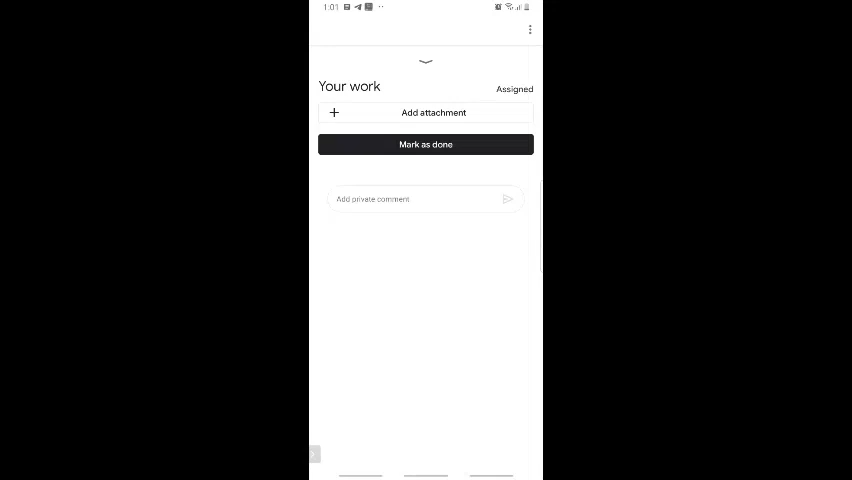 1:01
Your work
Assigned
Add attachment
Mark as done
Add private comment